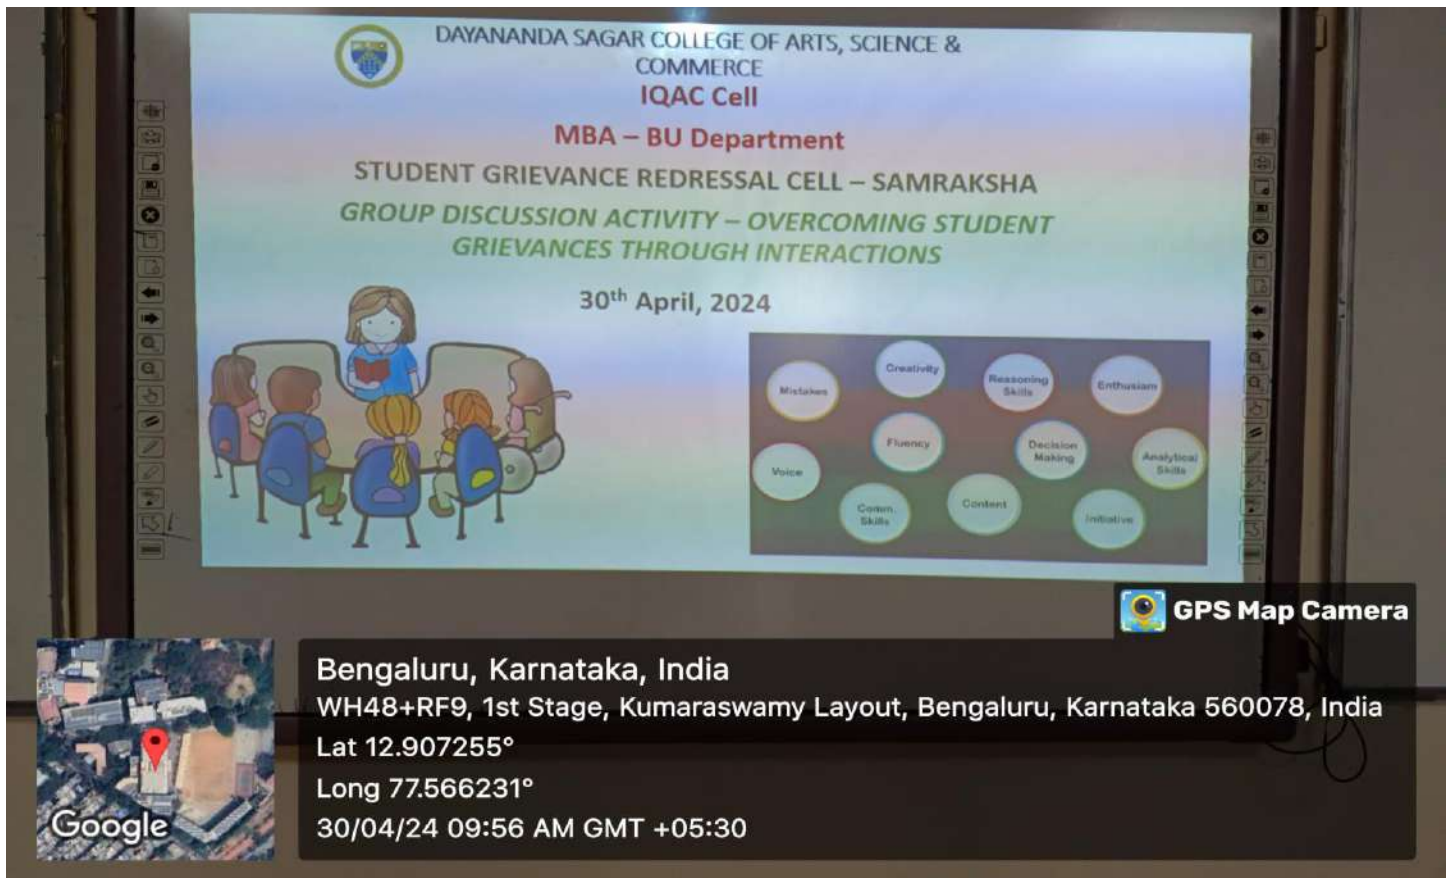 DAYANANDA SAGAR COLLEGE OF ARTS, SCIENCE &
COMMERCE
IQAC Cell
MBA – BU Department
STUDENT GRIEVANCE REDRESSAL CELL – SAMRAKSHA
GROUP DISCUSSION ACTIVITY – OVERCOMING STUDENT
GRIEVANCES THROUGH INTERACTIONS
30th April, 2024
Mistakes
Creativity
Reasoning
Skills
Enthusiasm
Voice
Fluency
Decision
Making
Analytical
Skills
Comm.
Skills
Content
Initiative
GPS Map Camera
Bengaluru, Karnataka, India
WH48+RF9, 1st Stage, Kumaraswamy Layout, Bengaluru, Karnataka 560078, India
Lat 12.907255°
Long 77.566231°
30/04/24 09:56 AM GMT +05:30
Google